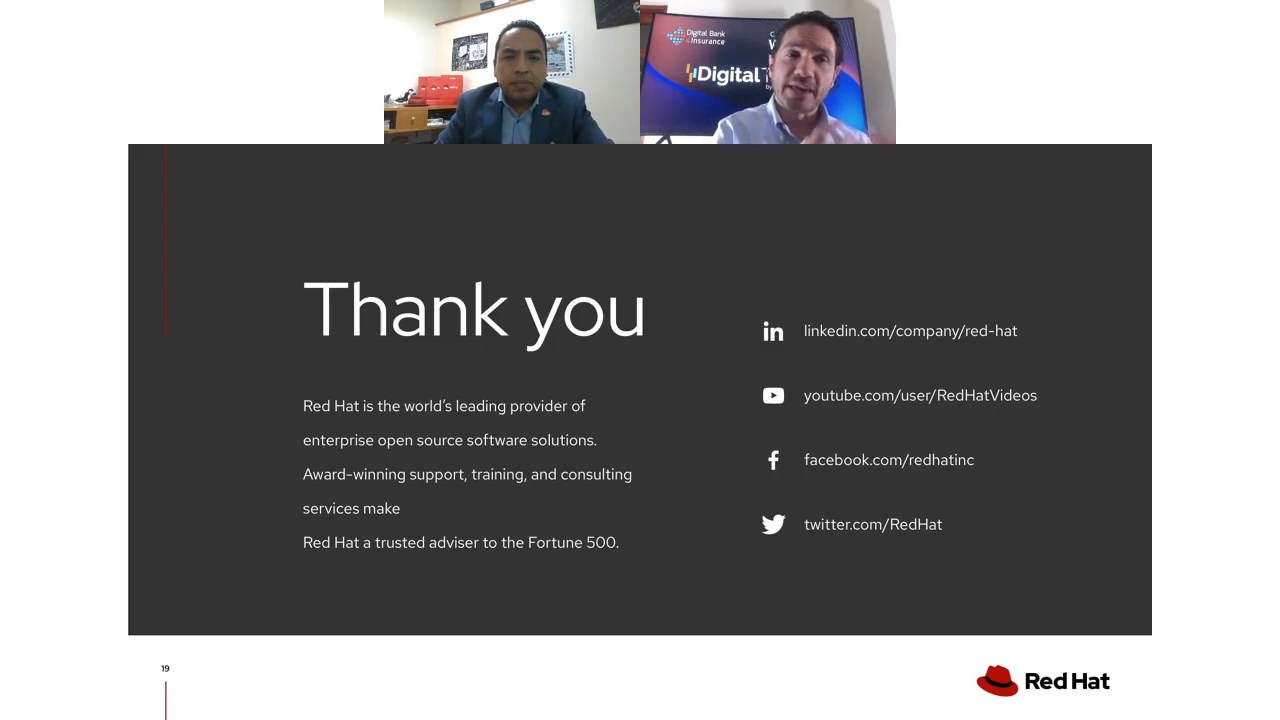 Digital Bank
& Insurance
Digital
Thank you
Red Hat is the world’s leading provider of
enterprise open source software solutions.
Award-winning support, training, and consulting
services make
Red Hat a trusted adviser to the Fortune 500.
linkedin.com/company/red-hat
youtube.com/user/RedHatVideos
facebook.com/redhatinc
twitter.com/RedHat
19
Red Hat